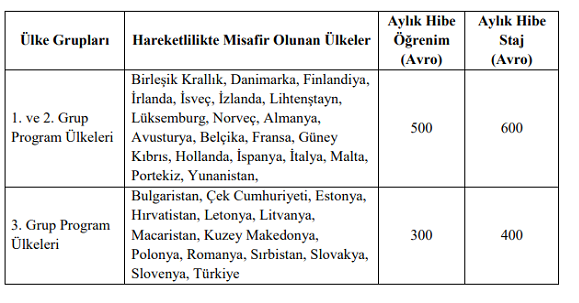 Ülke Grupları
Hareketlilikte Misafir Olunan Ülkeler
Aylık Hibe
Öğrenim
(Avro)
Aylık Hibe
Staj
(Avro)
1. ve 2. Grup
Program Ülkeleri
Birleşik Krallık, Danimarka, Finlandiya,
İrlanda, İsveç, İzlanda, Lihtenştayn,
Lüksemburg, Norveç, Almanya,
Avusturya, Belçika, Fransa, Güney
Kıbrıs, Hollanda, İspanya, İtalya, Malta,
Portekiz, Yunanistan,
500
600
3. Grup Program
Ülkeleri
Bulgaristan, Çek Cumhuriyeti, Estonya,
Hırvatistan, Letonya, Litvanya,
Macaristan, Kuzey Makedonya,
Polonya, Romanya, Sırbistan, Slovakya,
Slovenya, Türkiye
300
400